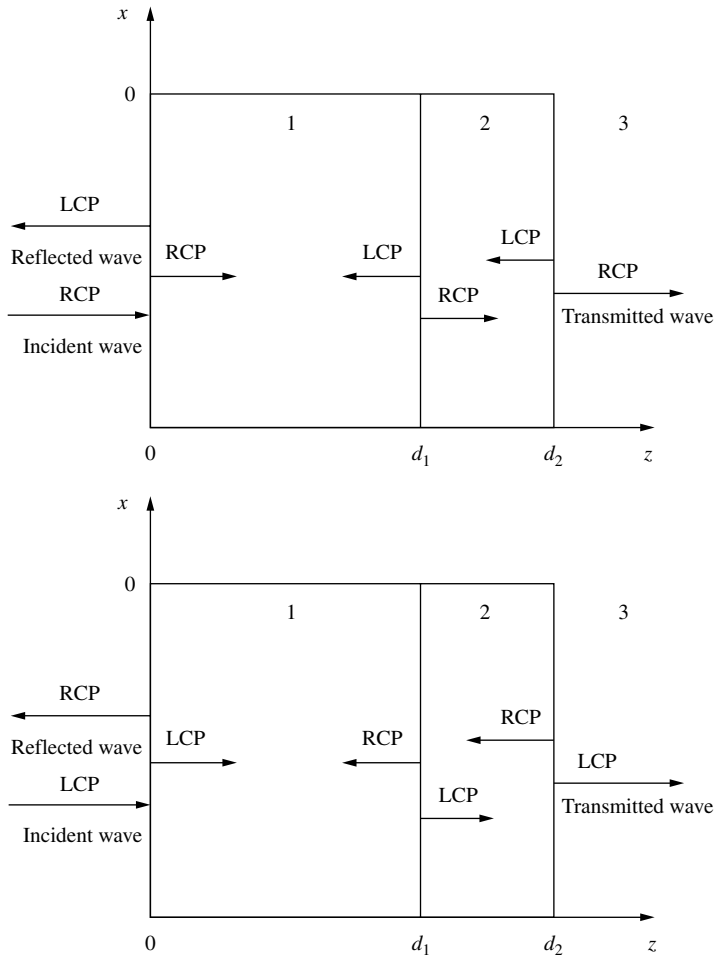 x
0
1 2 3
LCP
RCP LCP LCP
Reflected wave
RCP RCP RCP
Incident wave Transmitted wave
0 d1 d2 z
x
0
1 2 3
RCP
LCP RCP RCP
Reflected wave
LCP LCP LCP
Incident wave Transmitted wave
0 d1 d2 z